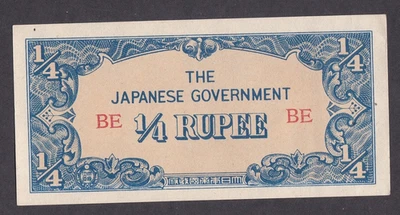 1/4 1/4
THE
JAPANESE GOVERNMENT
BE 1/4 RUPEE BE
1/4 1/4